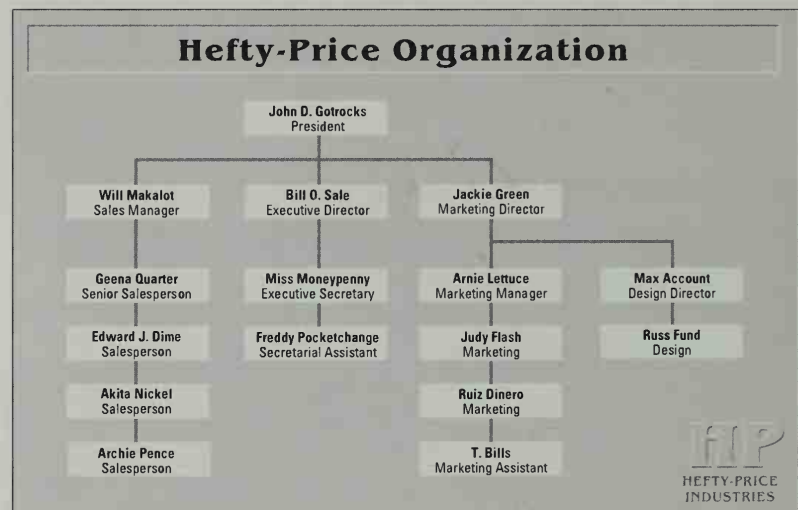 Hefty-Price Organization
John D. Gotrocks
President
Will Makalot
Sales Manager
Bill O. Sale
Executive Director
Jackie Green
Marketing Director
Geena Quarter
Senior Salesperson
Miss Moneypenny
Executive Secretary
Arnie Lettuce
Marketing Manager
Max Account
Design Director
Edward J. Dime
Salesperson
Freddy Pocketchange
Secretarial Assistant
Judy Flash
Marketing
Russ Fund
Design
Akita Nickel
Salesperson
Ruiz Dinero
Marketing
Archie Pence
Salesperson
T. Bills
Marketing Assistant
HP
HEFTY-PRICE
INDUSTRIES